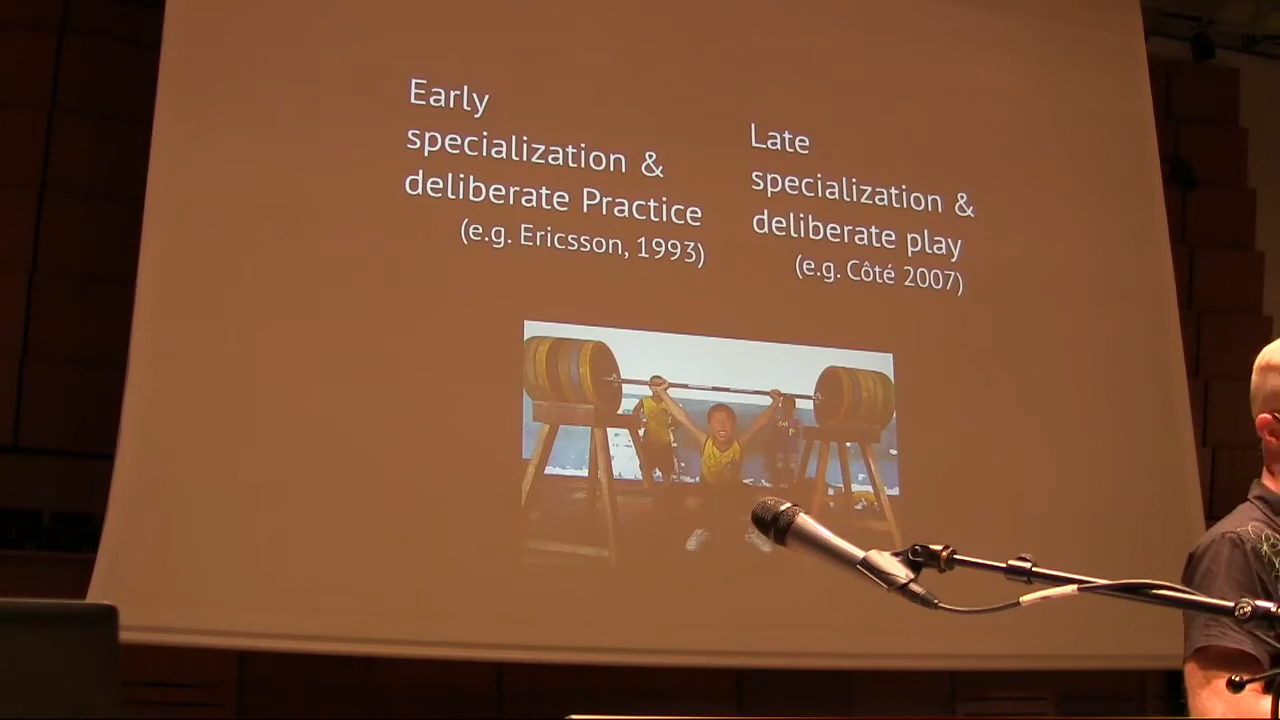 Early
specialization &
deliberate Practice
(e.g. Ericsson, 1993)
Late
specialization &
deliberate play
(e.g. Côté 2007)